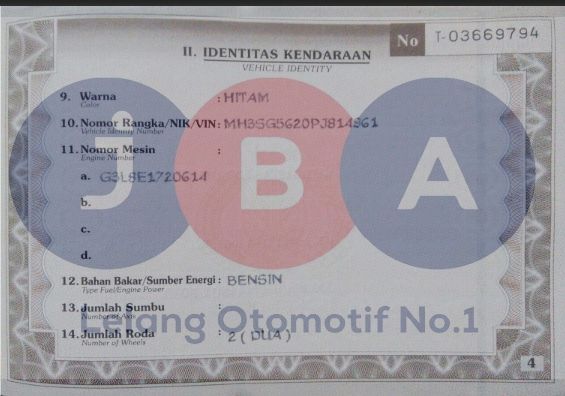 No T-03669794
II. IDENTITAS KENDARAAN
VEHICLE IDENTITY
9. Warna : HITAM
Color
10. Nomor Rangka/NIK/VIN : MH3SG5620PJ814361
Vehicle Identity Number
11. Nomor Mesin :
Engine Number
a. G3L8E1720614
b.
c.
d.
J B A
12. Bahan Bakar/Sumber Energi : BENSIN
Type Fuel/Engine Power
13. Jumlah Sumbu :
Number of Axle
Lelang Otomotif No.1
14. Jumlah Roda : 2 ( DUA )
Number of Wheels
4